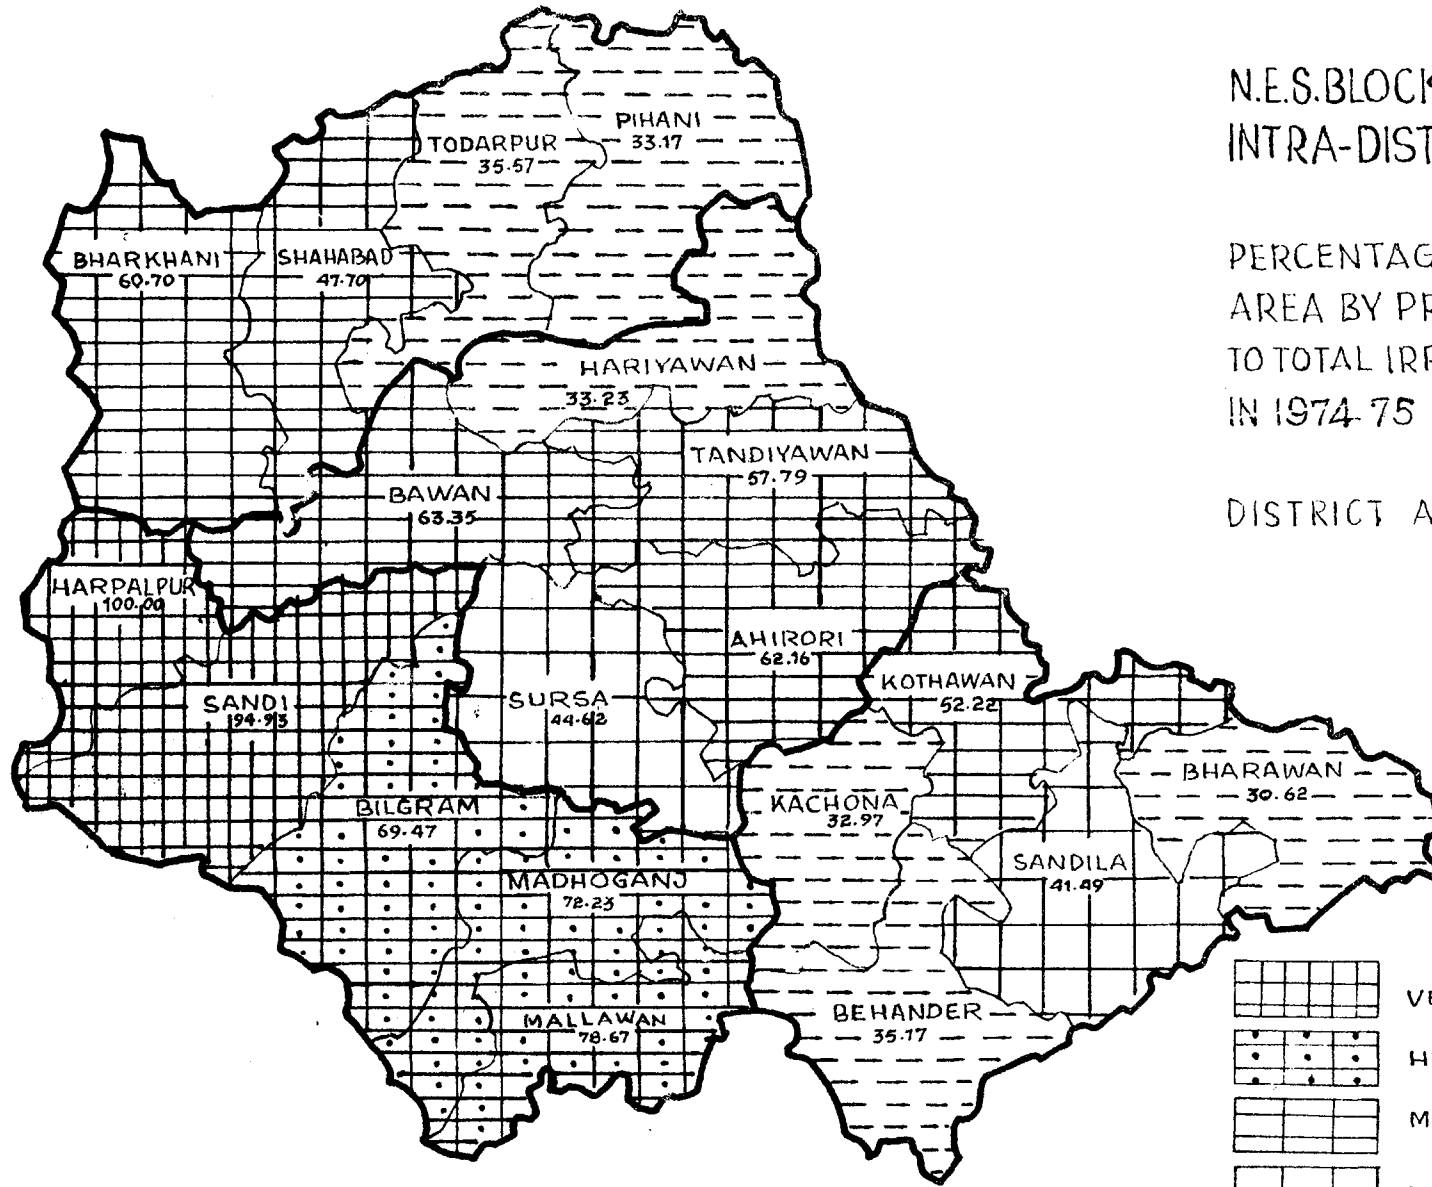 N.E.S.BLOCK
INTRA-DIST
PERCENTAG
AREA BY PR
TO TOTAL IRR
IN 1974-75
DISTRICT A
PIHANI
33.17
TODARPUR
35.57
BHARKHANI
60.70
SHAHABAD
47.70
HARIYAWAN
33.23
TANDIYAWAN
57.79
BAWAN
63.35
HARPALPUR
100.00
AHIRORI
62.16
KOTHAWAN
52.22
SANDI
94.93
SURSA
44.62
BHARAWAN
30.62
BILGRAM
69.47
KACHONA
32.97
SANDILA
41.49
MADHOGANJ
72.23
MALLAWAN
78.67
BEHANDER
35.17
VE
H
M